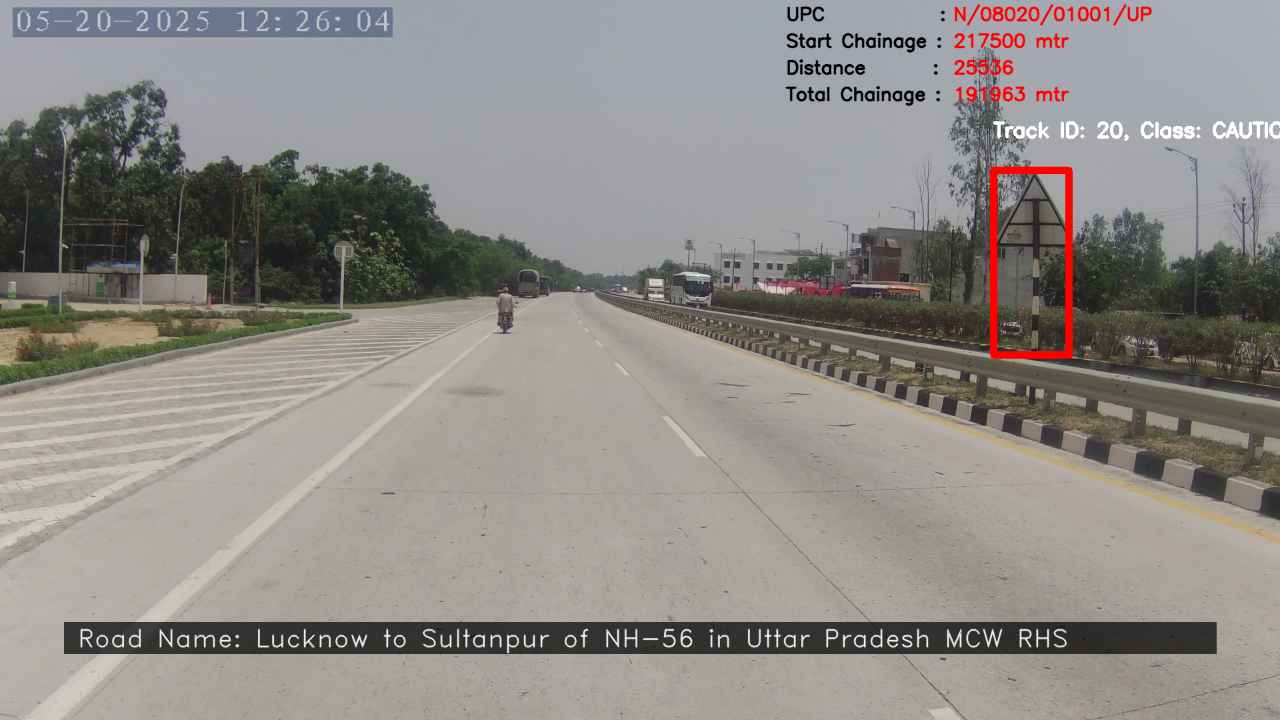 05-20-2025 12:26:04
UPC : N/08020/01001/UP
Start Chainage : 217500 mtr
Distance : 25536
Total Chainage : 191963 mtr
Track ID: 20, Class: CAUTIO
Road Name: Lucknow to Sultanpur of NH-56 in Uttar Pradesh MCW RHS